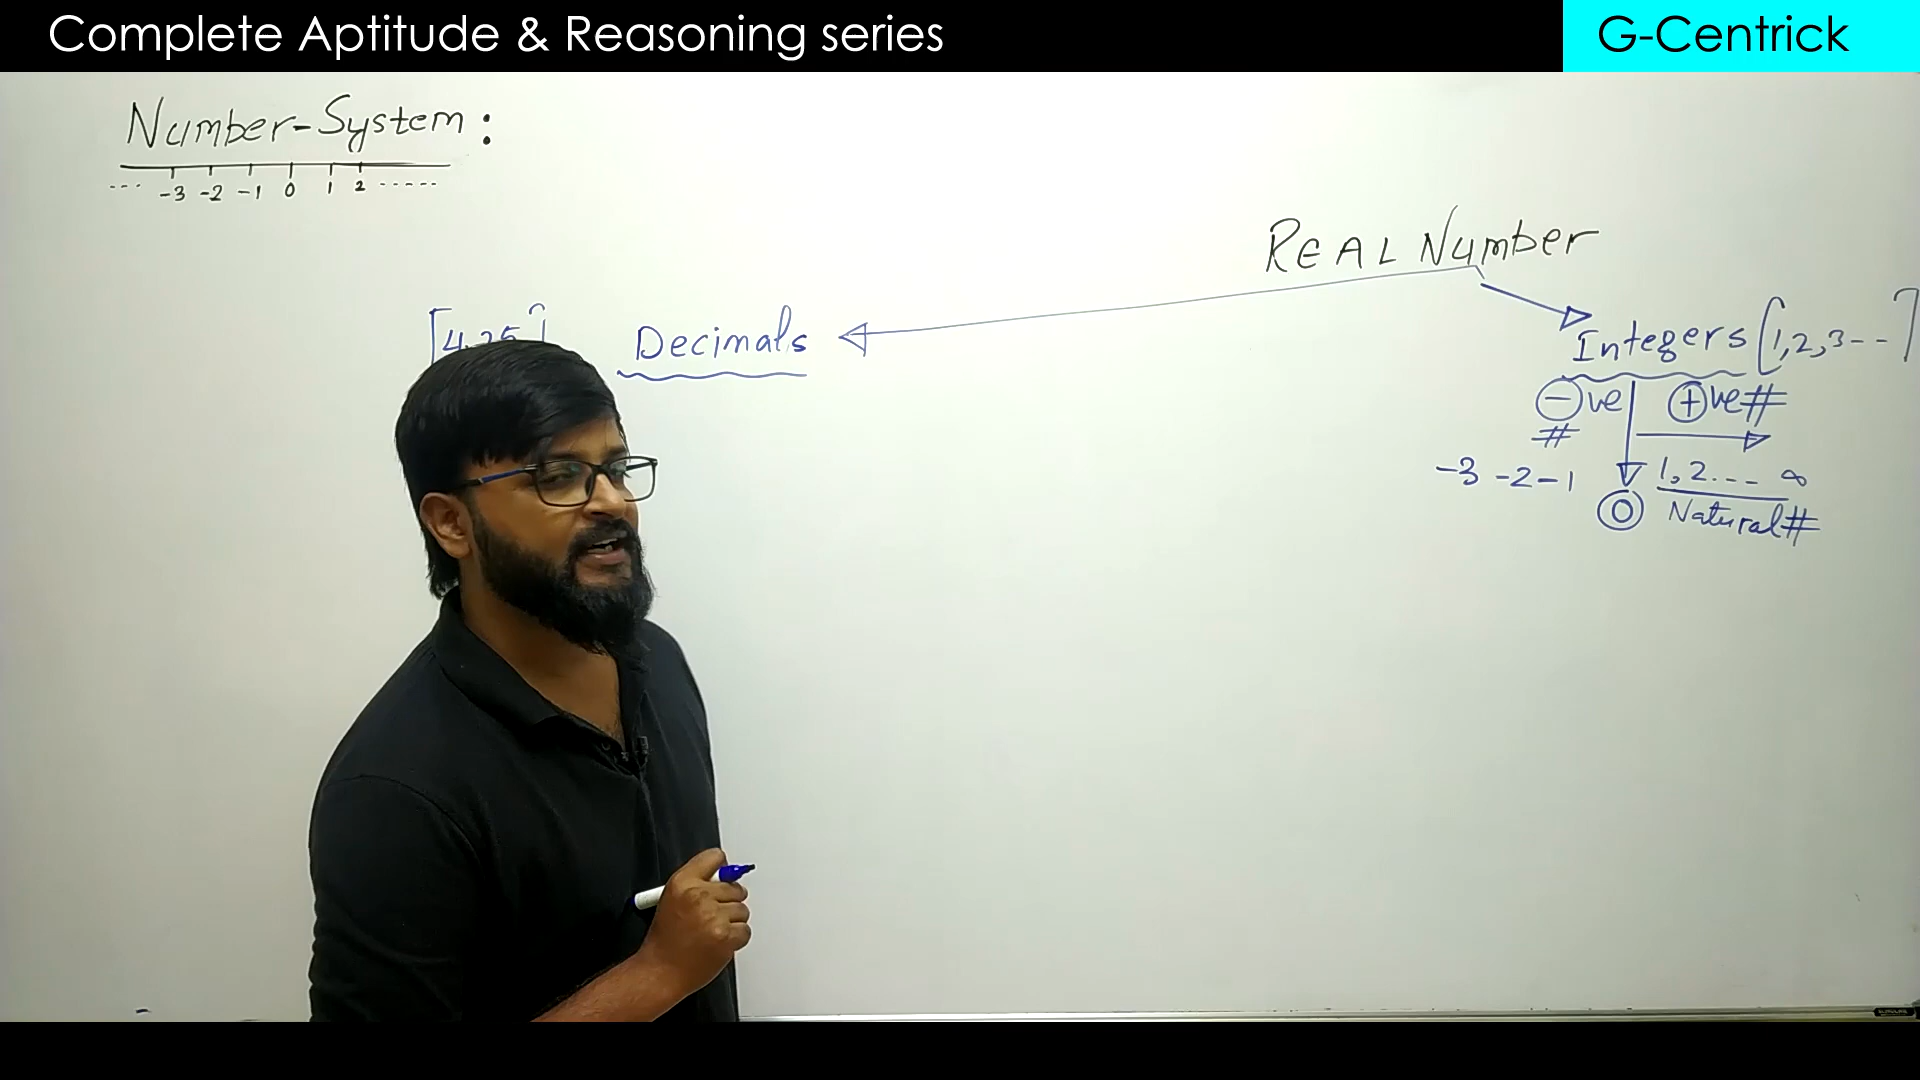 Complete Aptitude & Reasoning series
G-Centrick
Number-System :
--- -3 -2 -1 0 1 2 -----
REAL Number
Decimals
Integers [1,2,3--]
-ve +ve#
#
-3 -2 -1 1,2.... ∞
0 Natural#